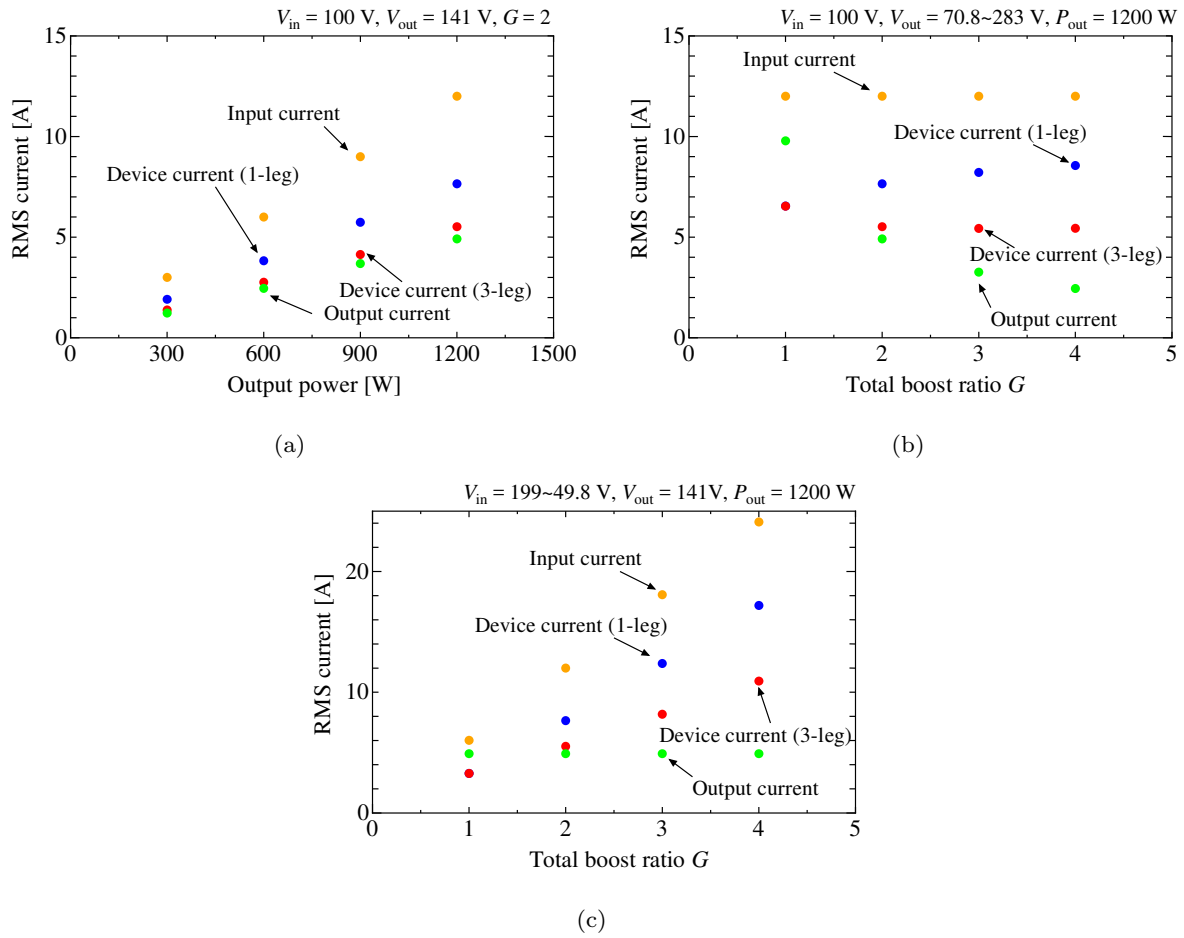 V_in = 100 V, V_out = 141 V, G = 2
RMS current [A]
15
10
5
0
Input current
Device current (1-leg)
Device current (3-leg)
Output current
0 300 600 900 1200 1500
Output power [W]
(a)
V_in = 100 V, V_out = 70.8~283 V, P_out = 1200 W
RMS current [A]
15
10
5
0
Input current
Device current (1-leg)
Device current (3-leg)
Output current
0 1 2 3 4 5
Total boost ratio G
(b)
V_in = 199~49.8 V, V_out = 141V, P_out = 1200 W
RMS current [A]
20
10
0
Input current
Device current (1-leg)
Device current (3-leg)
Output current
0 1 2 3 4 5
Total boost ratio G
(c)